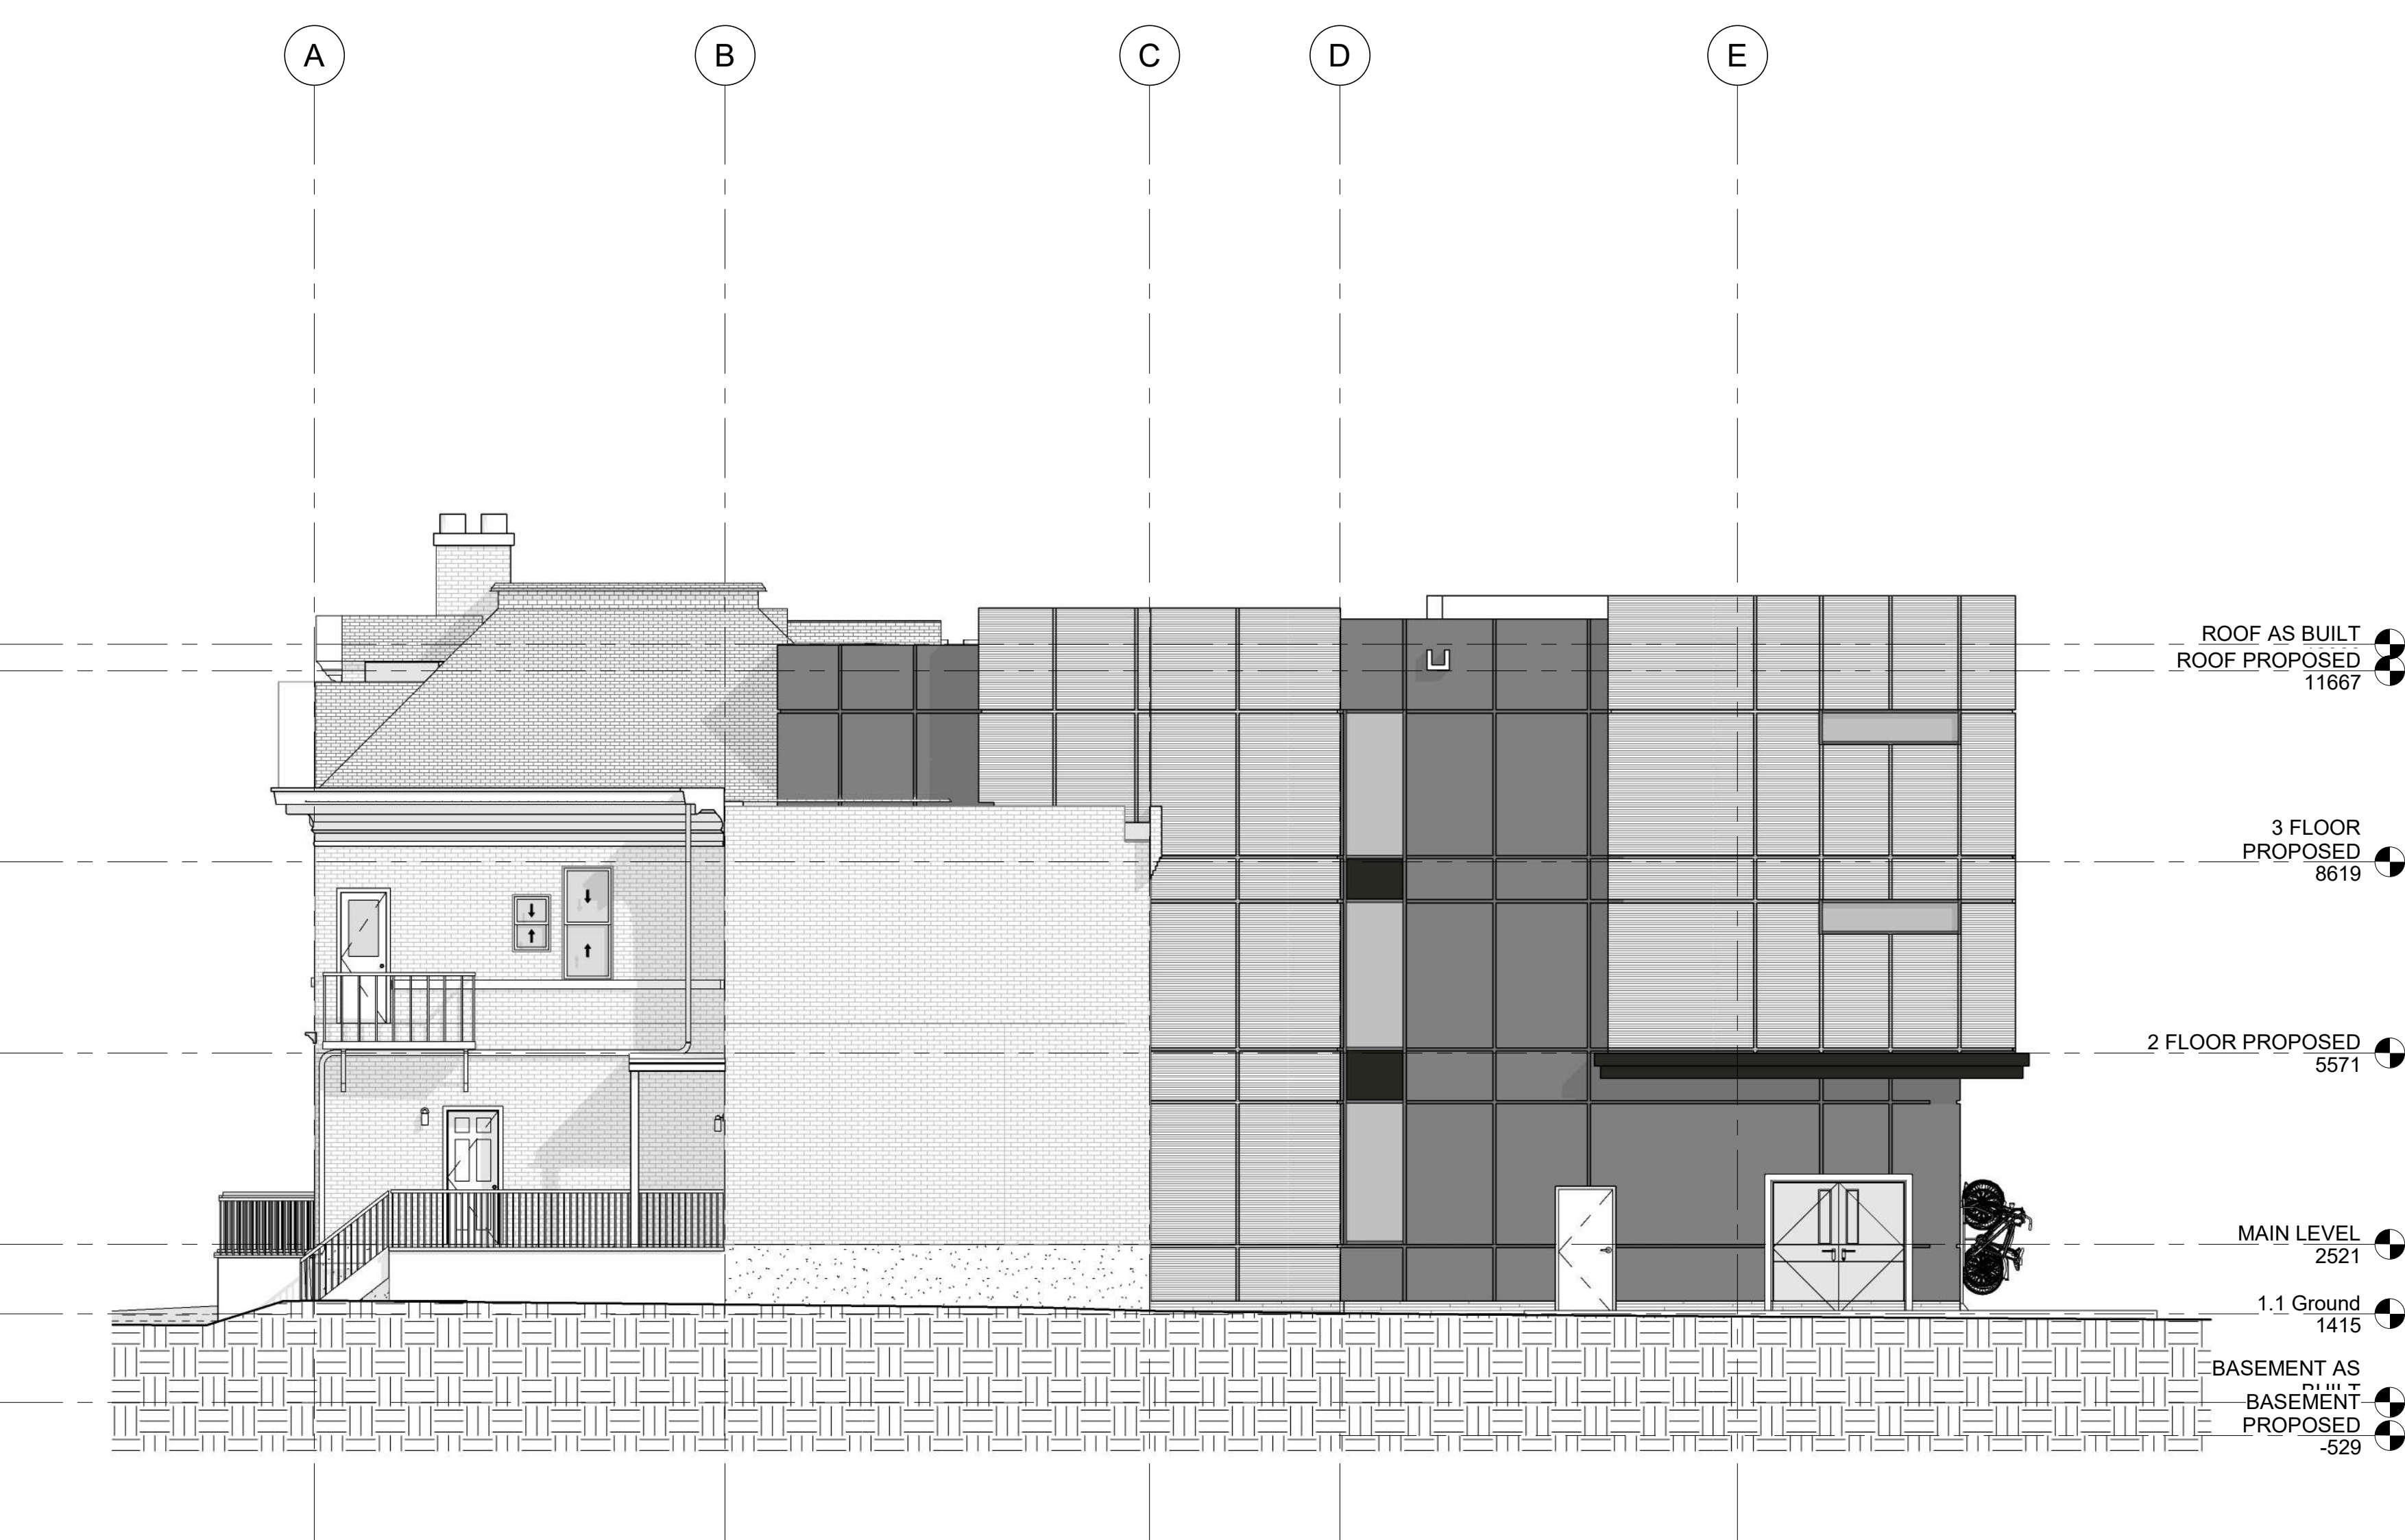 A
B
C
D
E
ROOF AS BUILT
ROOF PROPOSED
11667
3 FLOOR
PROPOSED
8619
2 FLOOR PROPOSED
5571
MAIN LEVEL
2521
1.1 Ground
1415
BASEMENT AS
BASEMENT
PROPOSED
-529